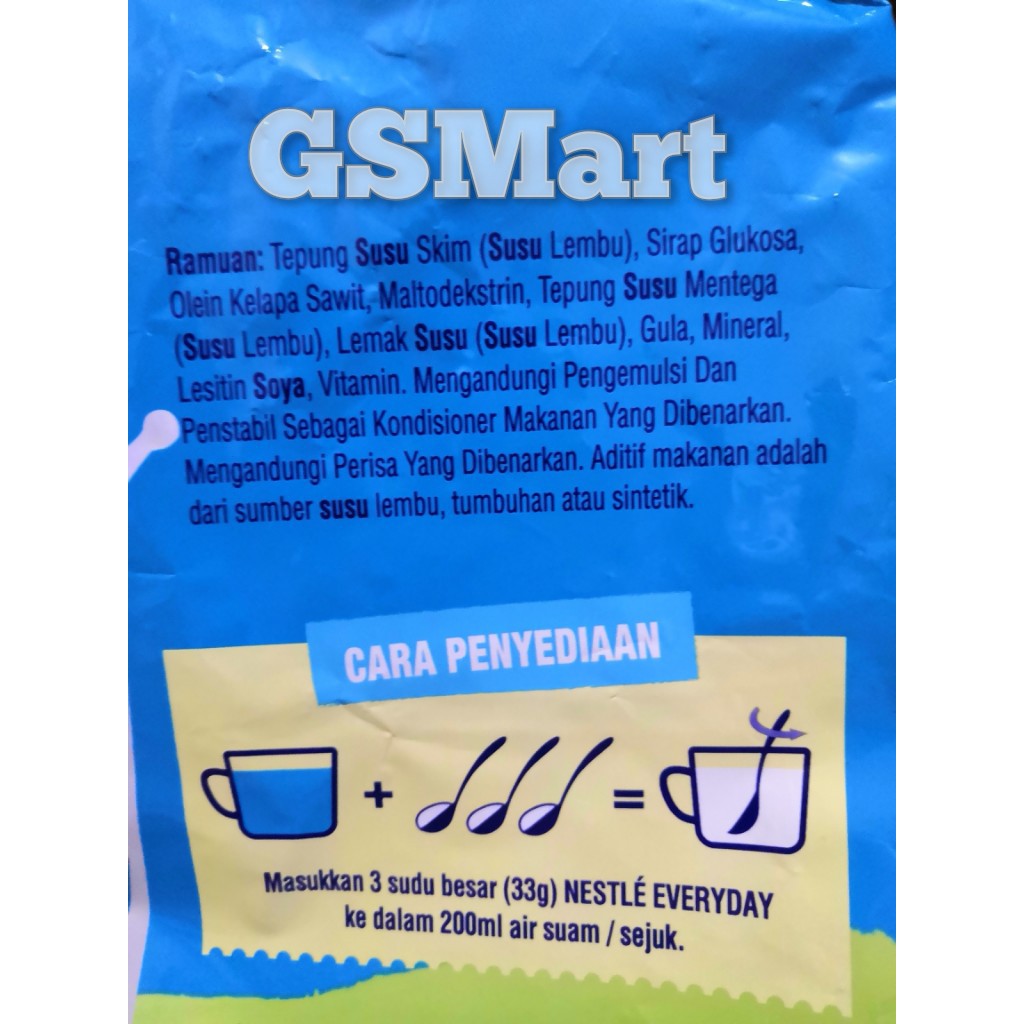 GSMart
Ramuan: Tepung Susu Skim (Susu Lembu), Sirap Glukosa,
Olein Kelapa Sawit, Maltodekstrin, Tepung Susu Mentega
(Susu Lembu), Lemak Susu (Susu Lembu), Gula, Mineral,
Lesitin Soya, Vitamin. Mengandungi Pengemulsi Dan
Penstabil Sebagai Kondisioner Makanan Yang Dibenarkan.
Mengandungi Perisa Yang Dibenarkan. Aditif makanan adalah
dari sumber susu lembu, tumbuhan atau sintetik.
CARA PENYEDIAAN
+ =
Masukkan 3 sudu besar (33g) NESTLÉ EVERYDAY
ke dalam 200ml air suam / sejuk.